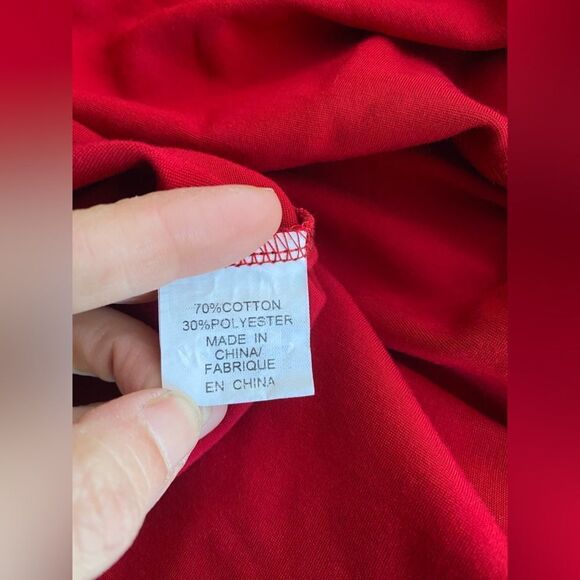 70%COTTON
30%POLYESTER
MADE IN
CHINA/
FABRIQUE
EN CHINA